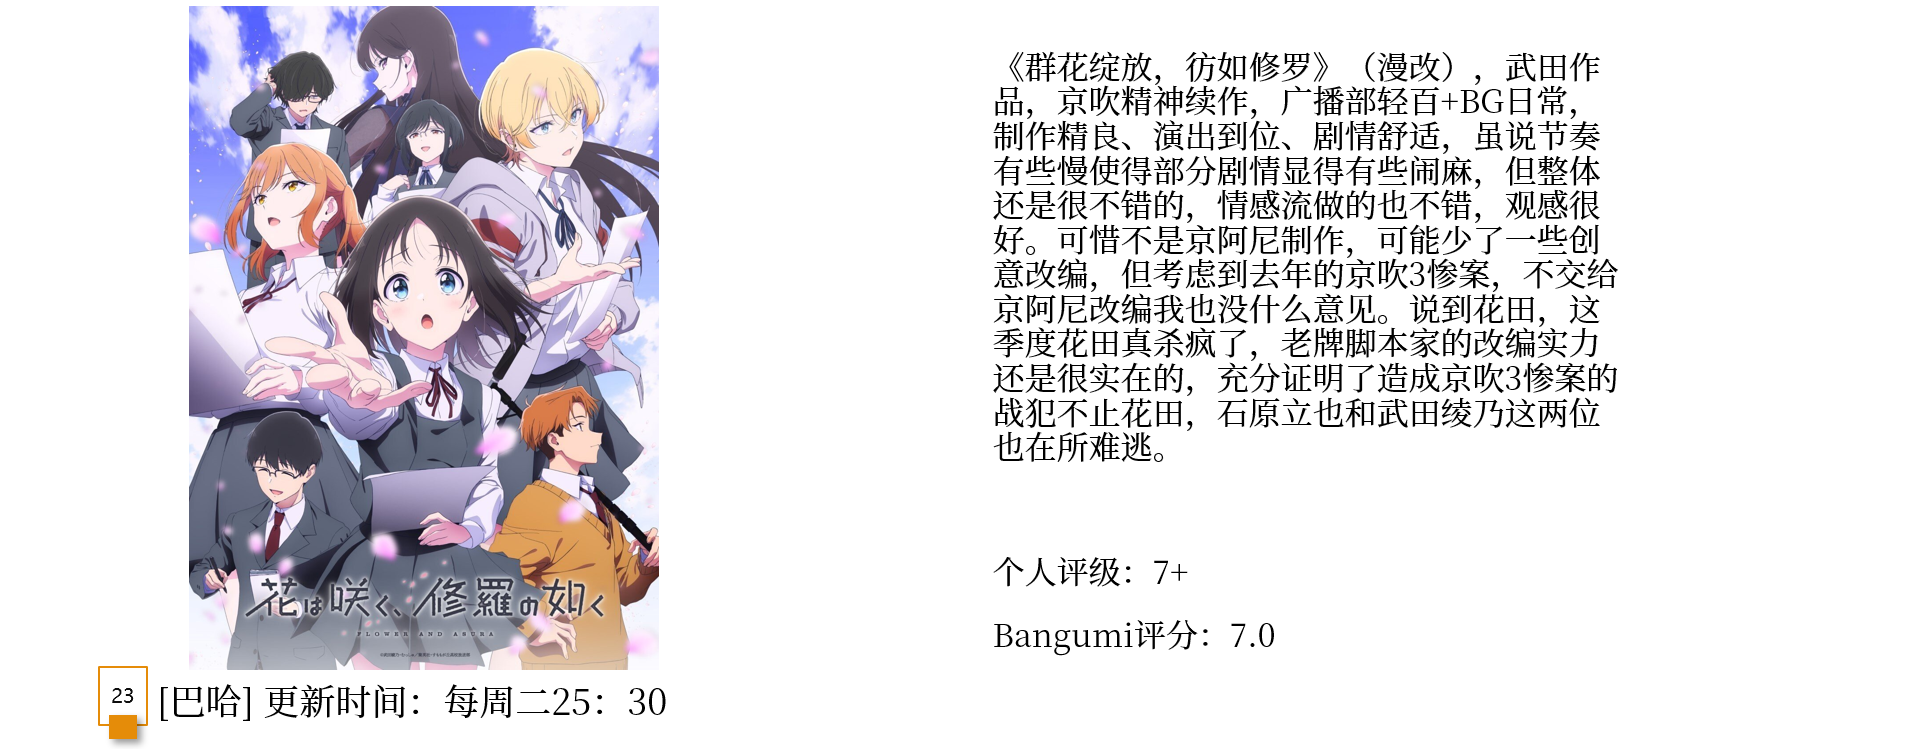 《群花绽放，彷如修罗》（漫改），武田作
品，京吹精神续作，广播部轻百+BG日常，
制作精良、演出到位、剧情舒适，虽说节奏
有些慢使得部分剧情显得有些闹麻，但整体
还是很不错的，情感流做的也不错，观感很
好。可惜不是京阿尼制作，可能少了一些创
意改编，但考虑到去年的京吹3惨案，不交给
京阿尼改编我也没什么意见。说到花田，这
季度花田真杀疯了，老牌脚本家的改编实力
还是很实在的，充分证明了造成京吹3惨案的
战犯不止花田，石原立也和武田绫乃这两位
也在所难逃。
个人评级：7+
Bangumi评分：7.0
花は咲く、修羅の如く
FLOWER AND ASURA
23
[巴哈] 更新时间：每周二25：30